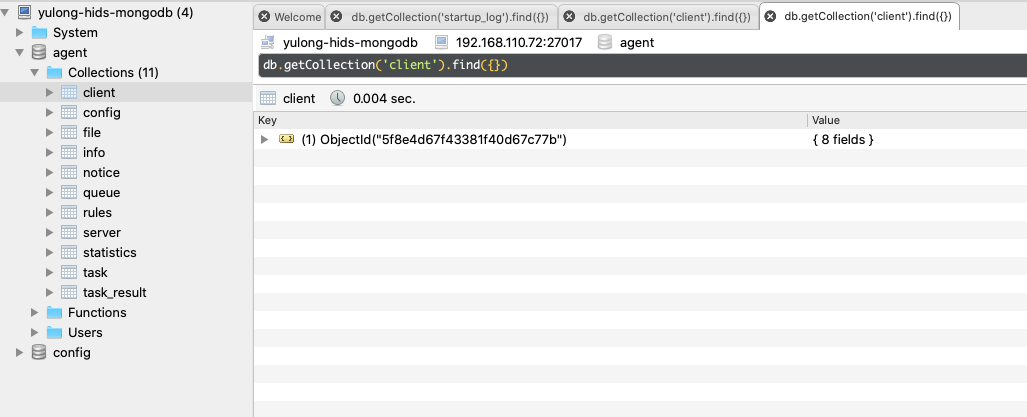 yulong-hids-mongodb (4)
System
agent
Collections (11)
client
config
file
info
notice
queue
rules
server
statistics
task
task_result
Functions
Users
config
Welcome
db.getCollection('startup_log').find({})
db.getCollection('client').find({})
db.getCollection('client').find({})
yulong-hids-mongodb 192.168.110.72:27017 agent
db.getCollection('client').find({})
client 0.004 sec.
Key Value
(1) ObjectId("5f8e4d67f43381f40d67c77b") { 8 fields }